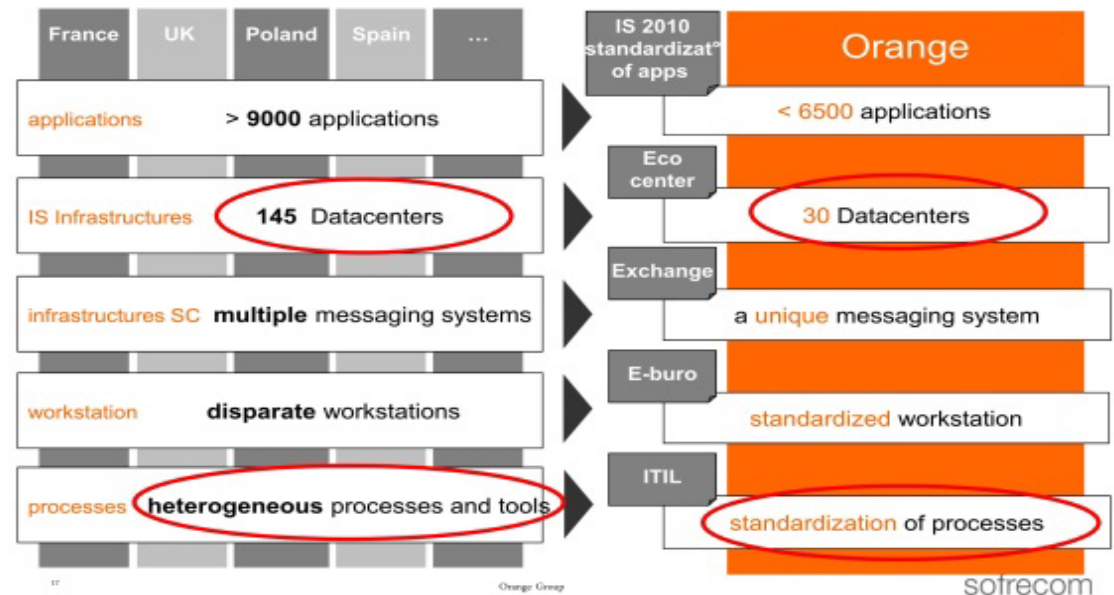 France UK Poland Spain ...
IS 2010
standardizat°
of apps
Orange
applications > 9000 applications
< 6500 applications
Eco
center
IS Infrastructures 145 Datacenters
30 Datacenters
Exchange
infrastructures SC multiple messaging systems
a unique messaging system
E-buro
workstation disparate workstations
standardized workstation
ITIL
processes heterogeneous processes and tools
standardization of processes
17
Orange Group
sofrecom